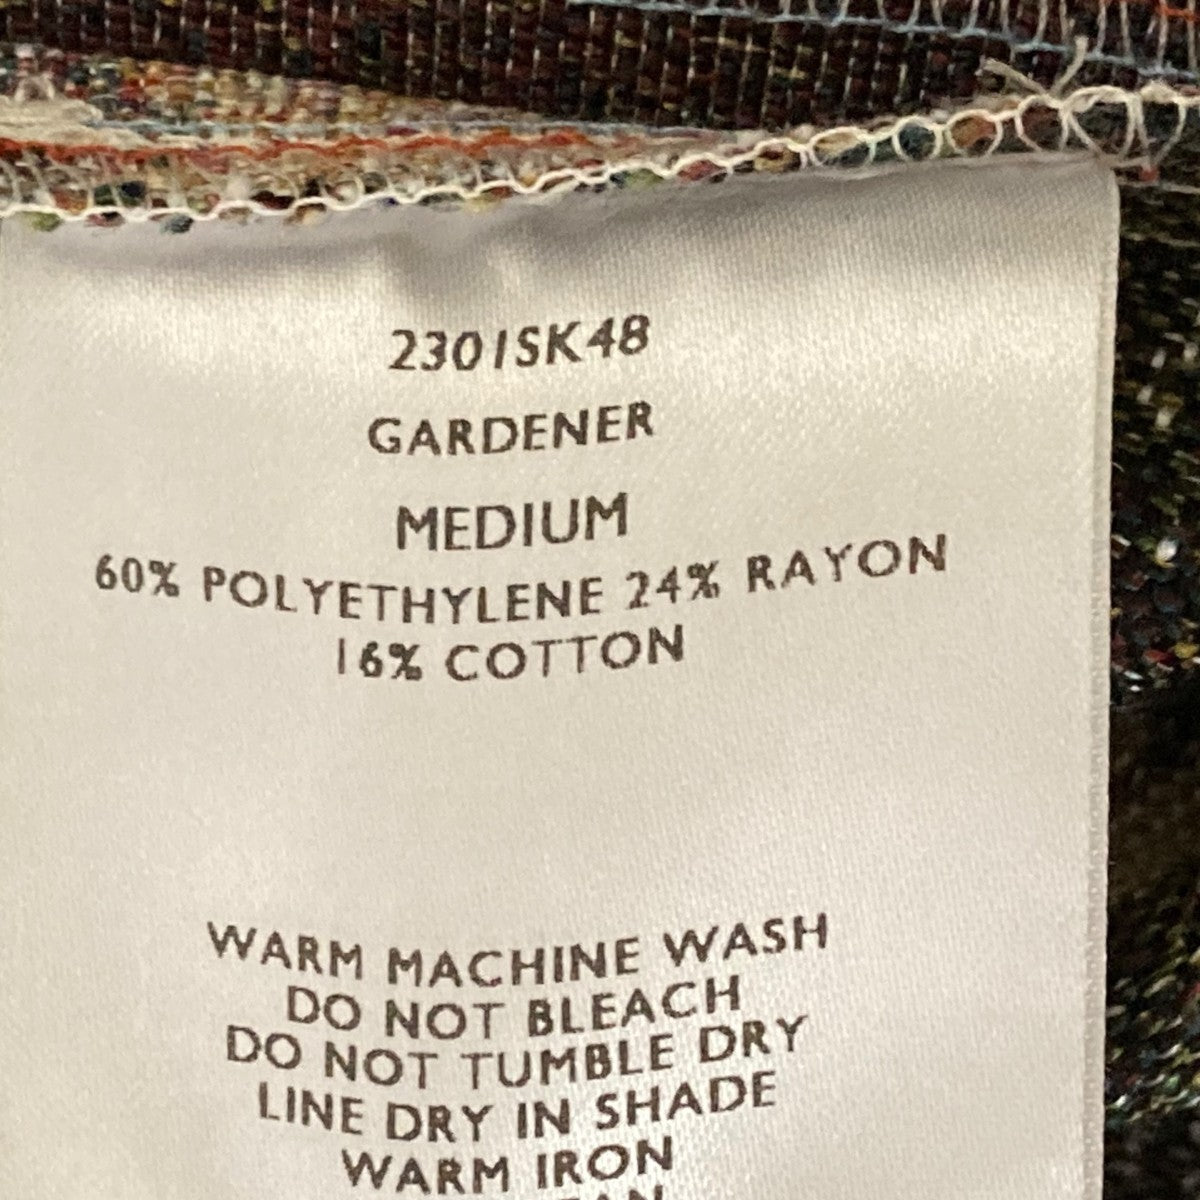 2301SK48
GARDENER
MEDIUM
60% POLYETHYLENE 24% RAYON
16% COTTON
WARM MACHINE WASH
DO NOT BLEACH
DO NOT TUMBLE DRY
LINE DRY IN SHADE
WARM IRON